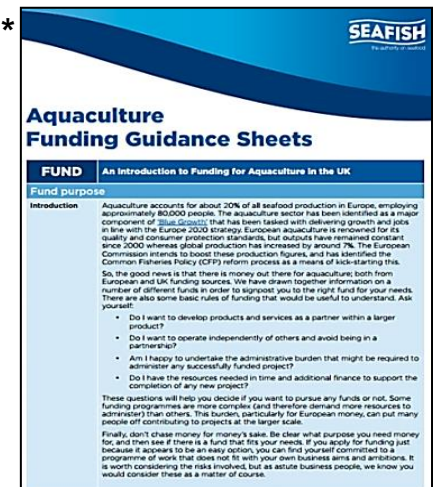 *
SEAFISH
the authority on seafood
Aquaculture
Funding Guidance Sheets
FUND
An Introduction to Funding for Aquaculture in the UK
Fund purpose
Introduction
Aquaculture accounts for about 20% of all seafood production in Europe, employing
approximately 80,000 people. The aquaculture sector has been identified as a major
component of 'Blue Growth' that has been tasked with delivering growth and jobs
in line with the Europe 2020 strategy. European aquaculture is renowned for its
quality and consumer protection standards, but outputs have remained constant
since 2000 whereas global production has increased by around 7%. The European
Commission intends to boost these production figures, and has identified the
Common Fisheries Policy (CFP) reform process as a means of kick-starting this.
So, the good news is that there is money out there for aquaculture; both from
European and UK funding sources. We have drawn together information on a
number of different funds in order to signpost you to the right fund for your needs.
There are also some basic rules of funding that would be useful to understand. Ask
yourself:
• Do I want to develop products and services as a partner within a larger
product?
• Do I want to operate independently of others and avoid being in a
partnership?
• Am I happy to undertake the administrative burden that might be required to
administer any successfully funded project?
• Do I have the resources needed in time and additional finance to support the
completion of any new project?
These questions will help you decide if you want to pursue any funds or not. Some
funding programmes are more complex (and therefore demand more resources to
administer) than others. This burden, particularly for European money, can put many
people off contributing to projects at the larger scale.
Finally, don't chase money for money's sake. Be clear what purpose you need money
for, and then see if there is a fund that fits your needs. If you apply for funding just
because it appears to be an easy option, you can find yourself committed to a
programme of work that does not fit with your own business aims and ambitions. It
is worth considering the risks involved, but as astute business people, we know you
would consider these as a matter of course.